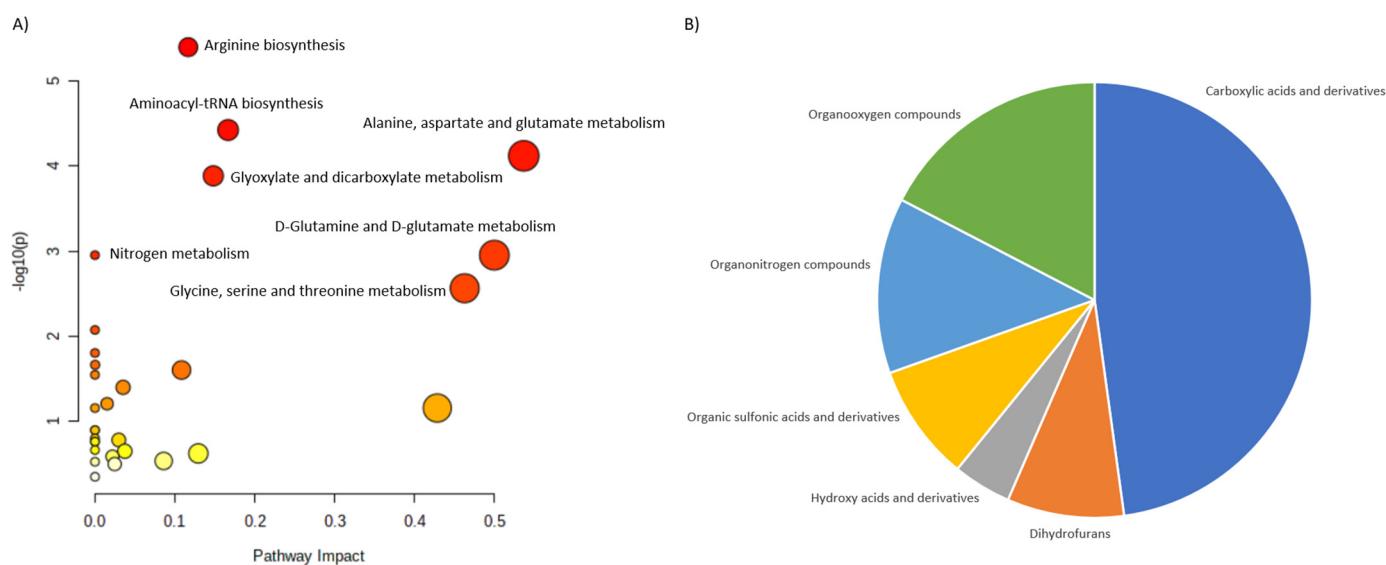 A)
Arginine biosynthesis
5
Aminoacyl-tRNA biosynthesis
Alanine, aspartate and glutamate metabolism
4
Glyoxylate and dicarboxylate metabolism
D-Glutamine and D-glutamate metabolism
3
Nitrogen metabolism
Glycine, serine and threonine metabolism
-log10(p)
2
1
0.0 0.1 0.2 0.3 0.4 0.5
Pathway Impact
B)
Carboxylic acids and derivatives
Organooxygen compounds
Organonitrogen compounds
Organic sulfonic acids and derivatives
Hydroxy acids and derivatives
Dihydrofurans